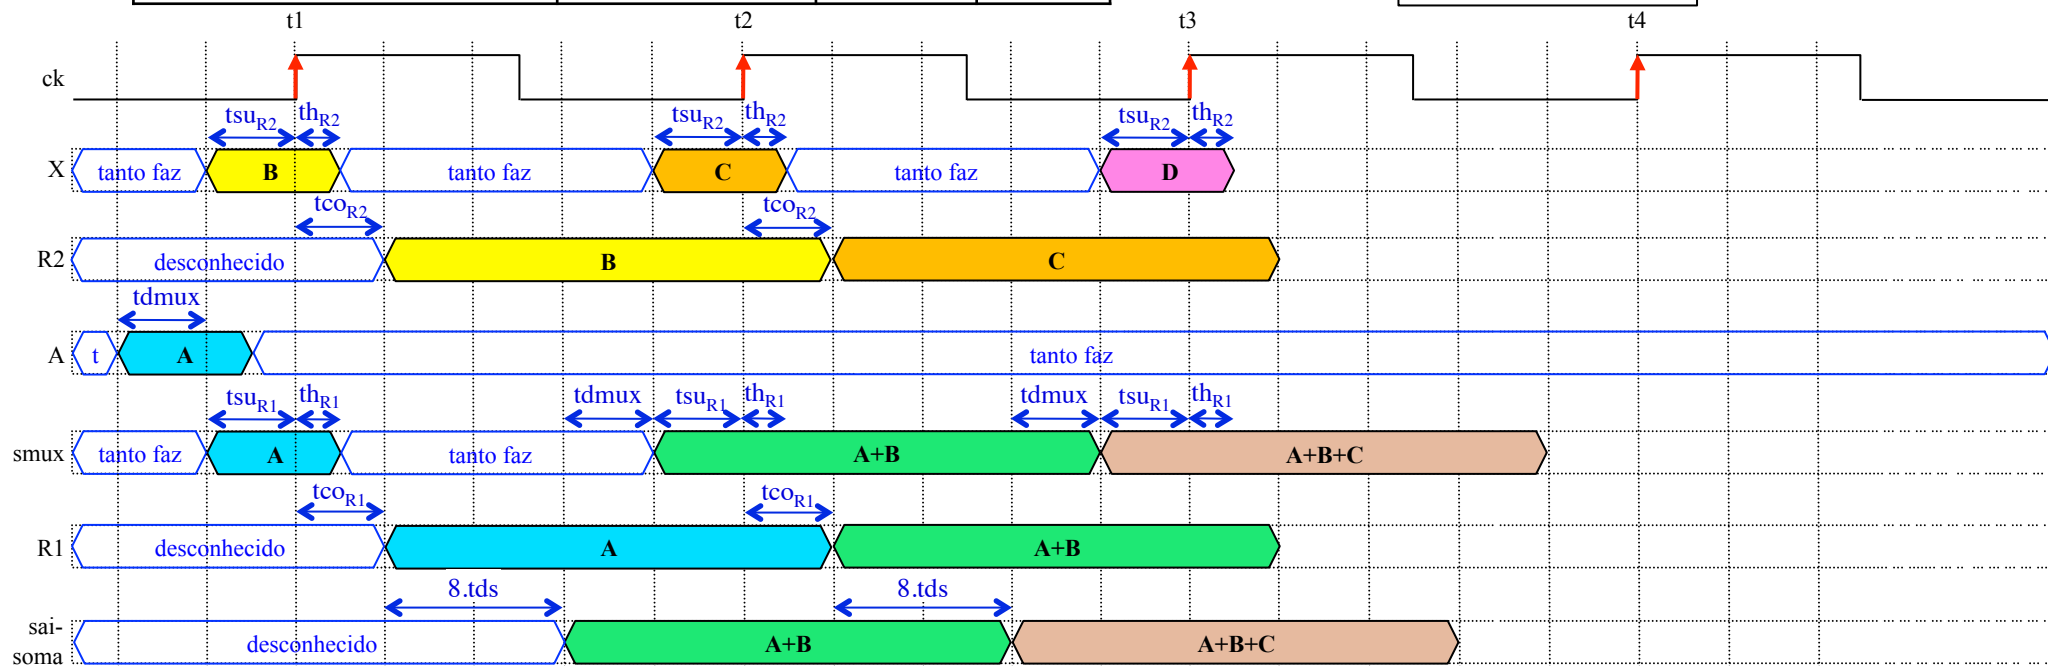 t1 t2 t3 t4
ck
tsuR2 thR2 tsuR2 thR2 tsuR2 thR2
X tanto faz B tanto faz C tanto faz D
tcoR2 tcoR2
R2 desconhecido B C
tdmux
A t A tanto faz
tsuR1 thR1 tdmux tsuR1 thR1 tdmux tsuR1 thR1
smux tanto faz A tanto faz A+B A+B+C
tcoR1 tcoR1
R1 desconhecido A A+B
8.tds 8.tds
sai-
soma desconhecido A+B A+B+C